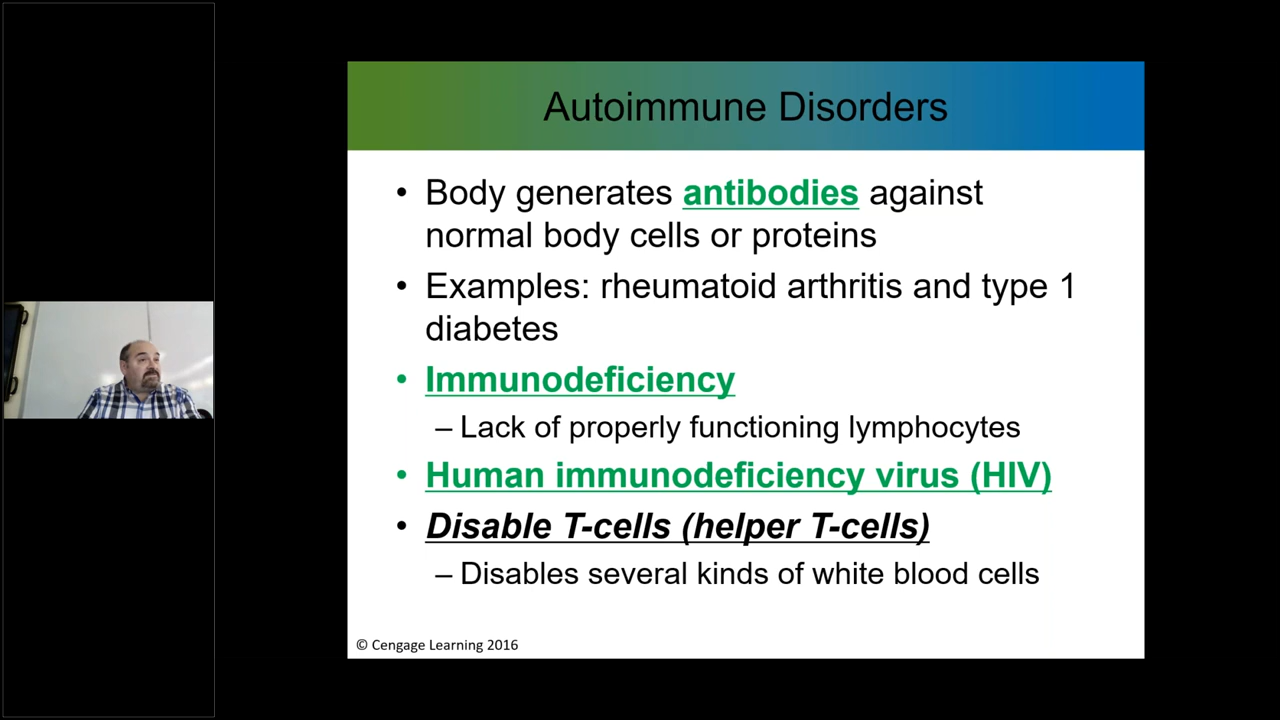 Autoimmune Disorders
• Body generates antibodies against
normal body cells or proteins
• Examples: rheumatoid arthritis and type 1
diabetes
• Immunodeficiency
– Lack of properly functioning lymphocytes
• Human immunodeficiency virus (HIV)
• Disable T-cells (helper T-cells)
– Disables several kinds of white blood cells
© Cengage Learning 2016